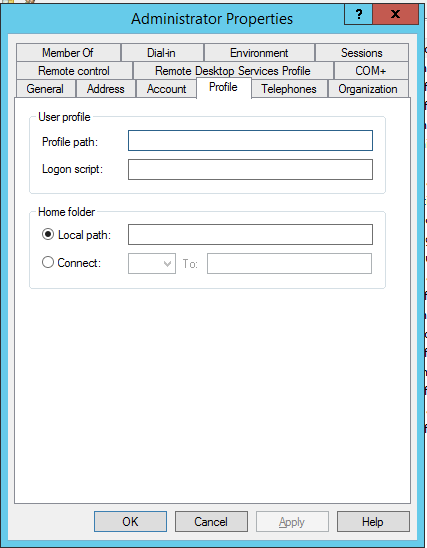 Administrator Properties
? x
Member Of Dial-in Environment Sessions
Remote control Remote Desktop Services Profile COM+
General Address Account Profile Telephones Organization
User profile
Profile path:
Logon script:
Home folder
Local path:
Connect: To:
OK Cancel Apply Help